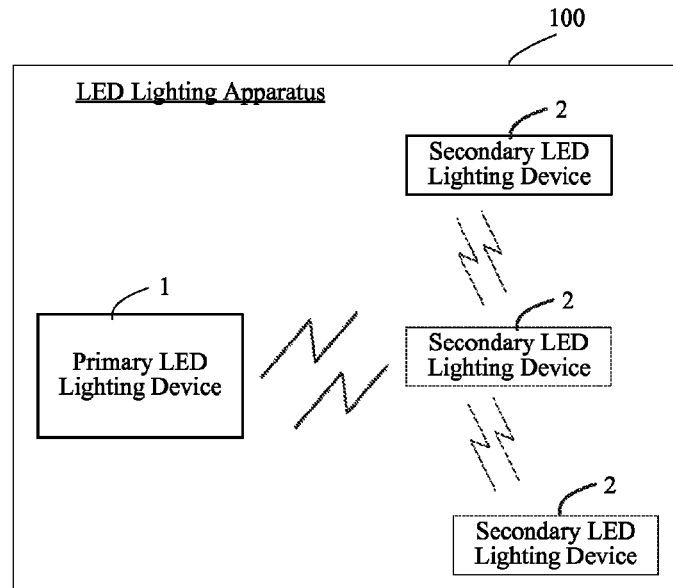 100
LED Lighting Apparatus
2
Secondary LED
Lighting Device
1
Primary LED
Lighting Device
2
Secondary LED
Lighting Device
2
Secondary LED
Lighting Device